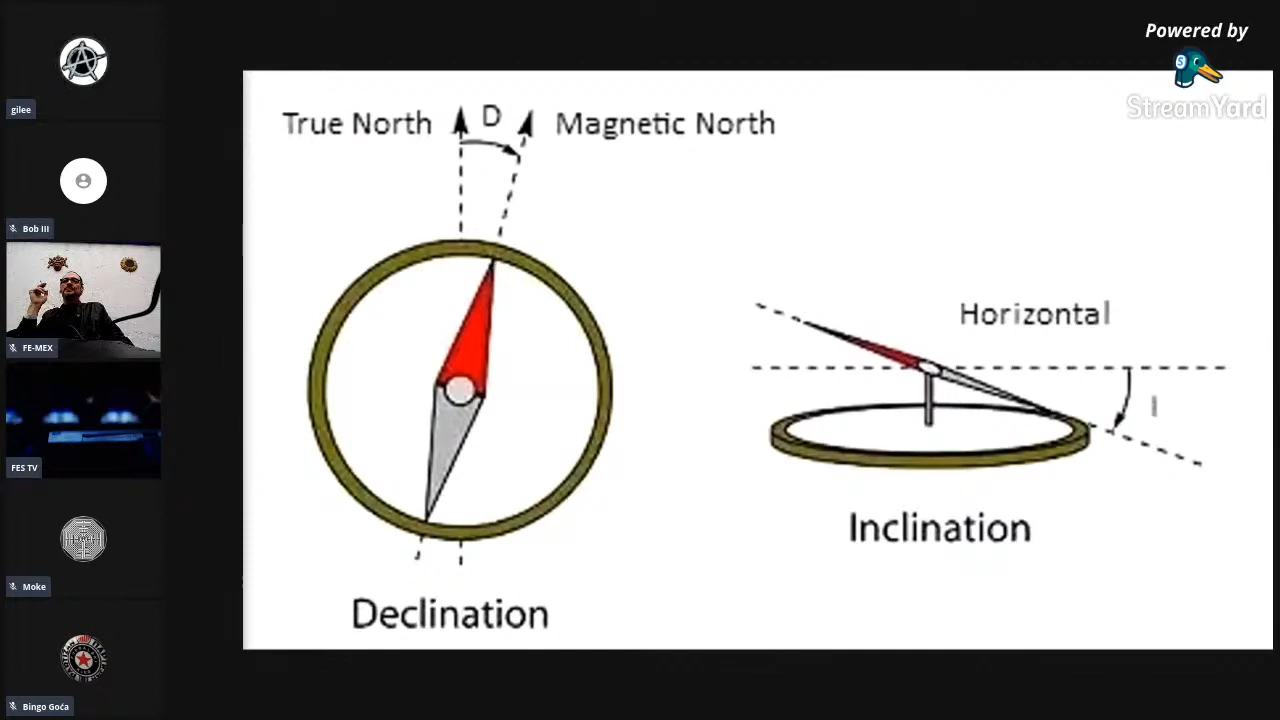 Powered by
StreamYard
gilee
Bob III
FE-MEX
FES TV
Moke
Bingo Goća
True North
D
Magnetic North
Horizontal
I
Inclination
Declination